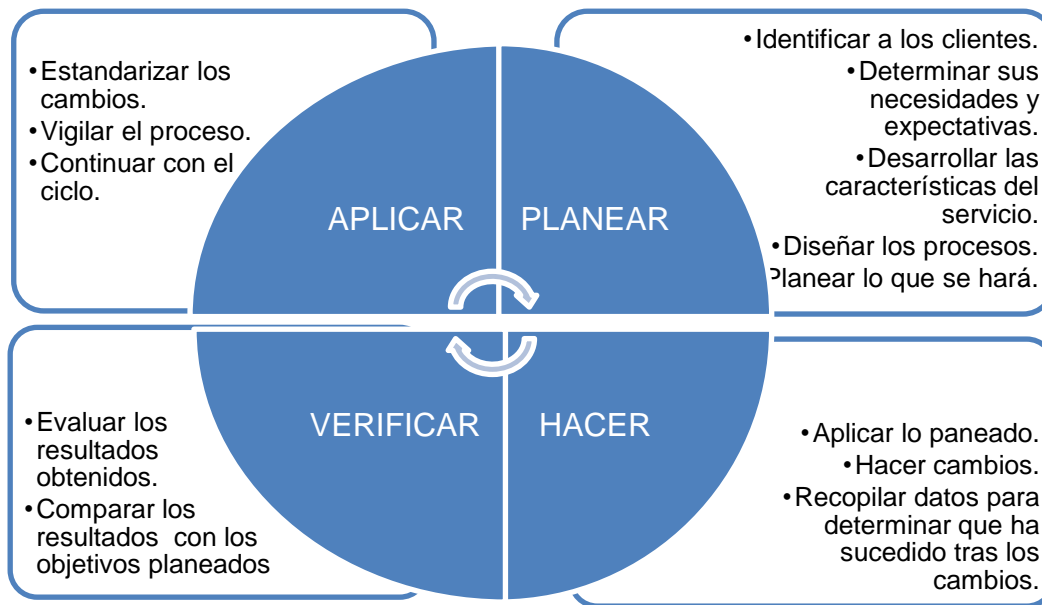 •Estandarizar los
cambios.
•Vigilar el proceso.
•Continuar con el
ciclo.
•Identificar a los clientes.
•Determinar sus
necesidades y
expectativas.
•Desarrollar las
características del
servicio.
•Diseñar los procesos.
Planear lo que se hará.
APLICAR
PLANEAR
VERIFICAR
HACER
•Evaluar los
resultados
obtenidos.
•Comparar los
resultados con los
objetivos planeados
•Aplicar lo paneado.
•Hacer cambios.
•Recopilar datos para
determinar que ha
sucedido tras los
cambios.